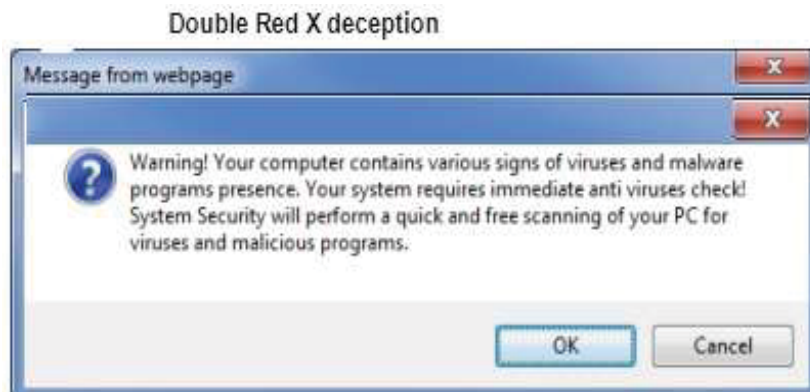 Double Red X deception
Message from webpage
Warning! Your computer contains various signs of viruses and malware
programs presence. Your system requires immediate anti viruses check!
System Security will perform a quick and free scanning of your PC for
viruses and malicious programs.
OK
Cancel